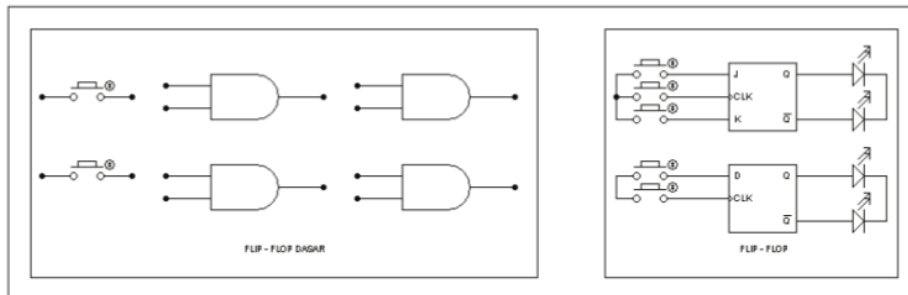 J Q
CLK
K Q̅
D Q
CLK
Q̅
FLIP - FLOP DASAR
FLIP - FLOP